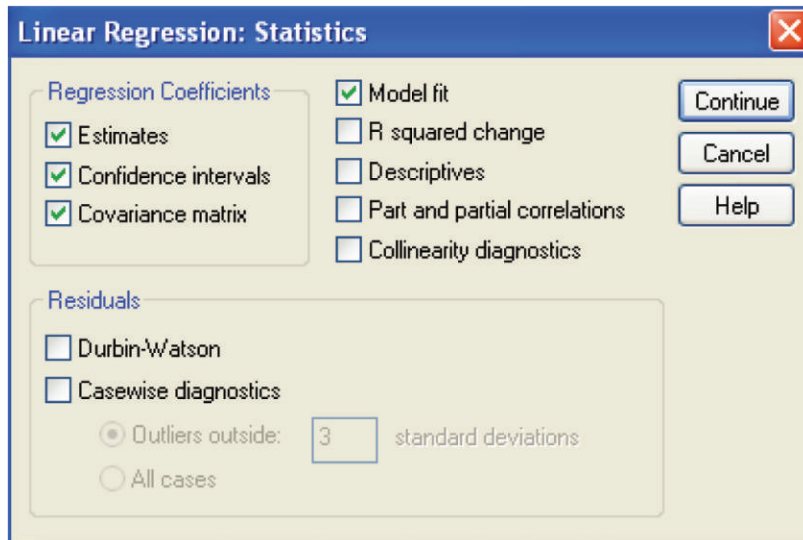 Linear Regression: Statistics
Regression Coefficients
Estimates
Confidence intervals
Covariance matrix
Model fit
R squared change
Descriptives
Part and partial correlations
Collinearity diagnostics
Continue
Cancel
Help
Residuals
Durbin-Watson
Casewise diagnostics
Outliers outside: 3 standard deviations
All cases